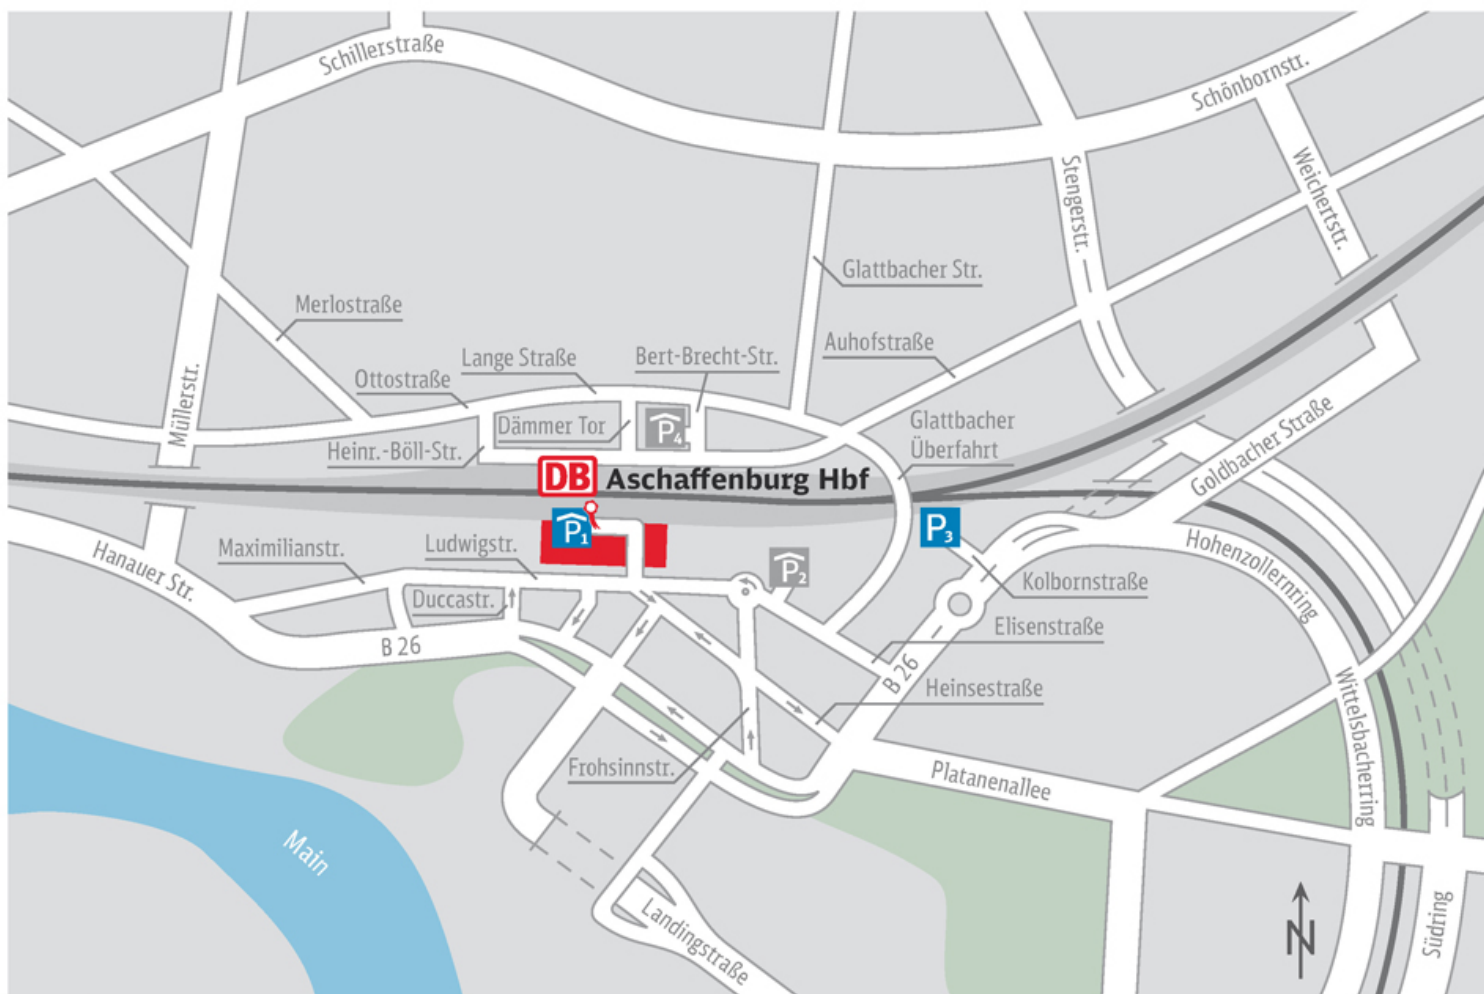 Schillerstraße
Schönbornstr.
Weichertstr.
Stengerstr.
Glattbacher Str.
Merlostraße
Auhofstraße
Lange Straße
Bert-Brecht-Str.
Ottostraße
Müllerstr.
Dämmer Tor
P4
Glattbacher
Überfahrt
Heinr.-Böll-Str.
Goldbacher Straße
DB Aschaffenburg Hbf
P1
P3
Maximilianstr.
Ludwigstr.
Hanauer Str.
P2
Hohenzollernring
Kolbornstraße
Duccastr.
Elisenstraße
B 26
B 26
Heinsestraße
Wittelsbacherring
Frohsinnstr.
Platanenallee
Main
Landingstraße
Südring
N